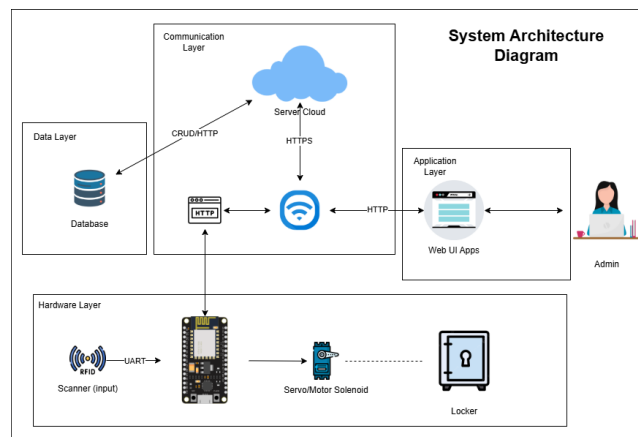 System Architecture
Diagram
Communication
Layer
Server Cloud
CRUD/HTTP
HTTPS
Data Layer
Database
HTTP
HTTP
Application
Layer
Web UI Apps
Admin
Hardware Layer
RFID
Scanner (input)
UART
Servo/Motor Solenoid
Locker